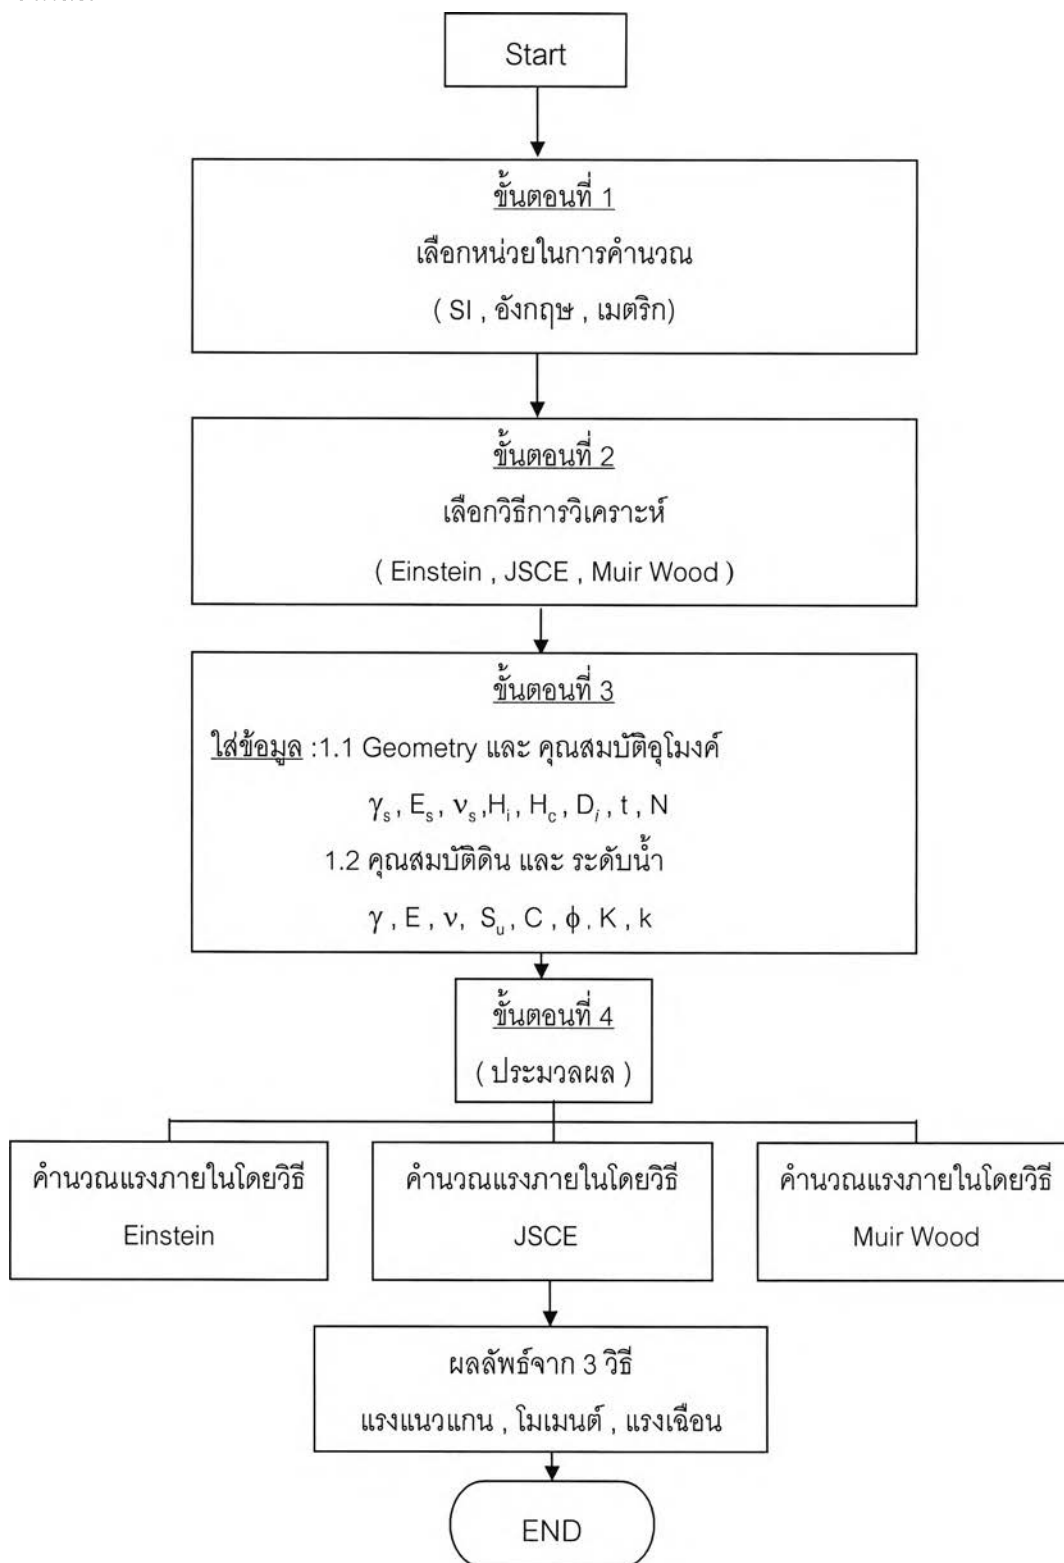 Start
ขั้นตอนที่ 1
เลือกหน่วยในการคำนวณ
( SI , อังกฤษ , เมตริก)
ขั้นตอนที่ 2
เลือกวิธีการวิเคราะห์
( Einstein , JSCE , Muir Wood )
ขั้นตอนที่ 3
ใส่ข้อมูล :1.1 Geometry และ คุณสมบัติอุโมงค์
γs , Es , νs ,Hi , Hc , Di , t , N
1.2 คุณสมบัติดิน และ ระดับน้ำ
γ , E , ν, Su , C , ϕ , K , k
ขั้นตอนที่ 4
( ประมวลผล )
คำนวณแรงภายในโดยวิธี
Einstein
คำนวณแรงภายในโดยวิธี
JSCE
คำนวณแรงภายในโดยวิธี
Muir Wood
ผลลัพธ์จาก 3 วิธี
แรงแนวแกน , โมเมนต์ , แรงเฉือน
END